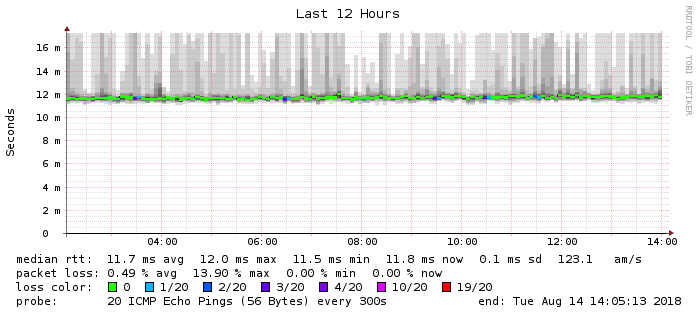 Last 12 Hours
RRDTOOL / TOBI OETIKER
Seconds
16 m
14 m
12 m
10 m
8 m
6 m
4 m
2 m
0
04:00 06:00 08:00 10:00 12:00 14:00
median rtt: 11.7 ms avg 12.0 ms max 11.5 ms min 11.8 ms now 0.1 ms sd 123.1 am/s
packet loss: 0.49 % avg 13.90 % max 0.00 % min 0.00 % now
loss color: 0 1/20 2/20 3/20 4/20 10/20 19/20
probe: 20 ICMP Echo Pings (56 Bytes) every 300s end: Tue Aug 14 14:05:13 2018